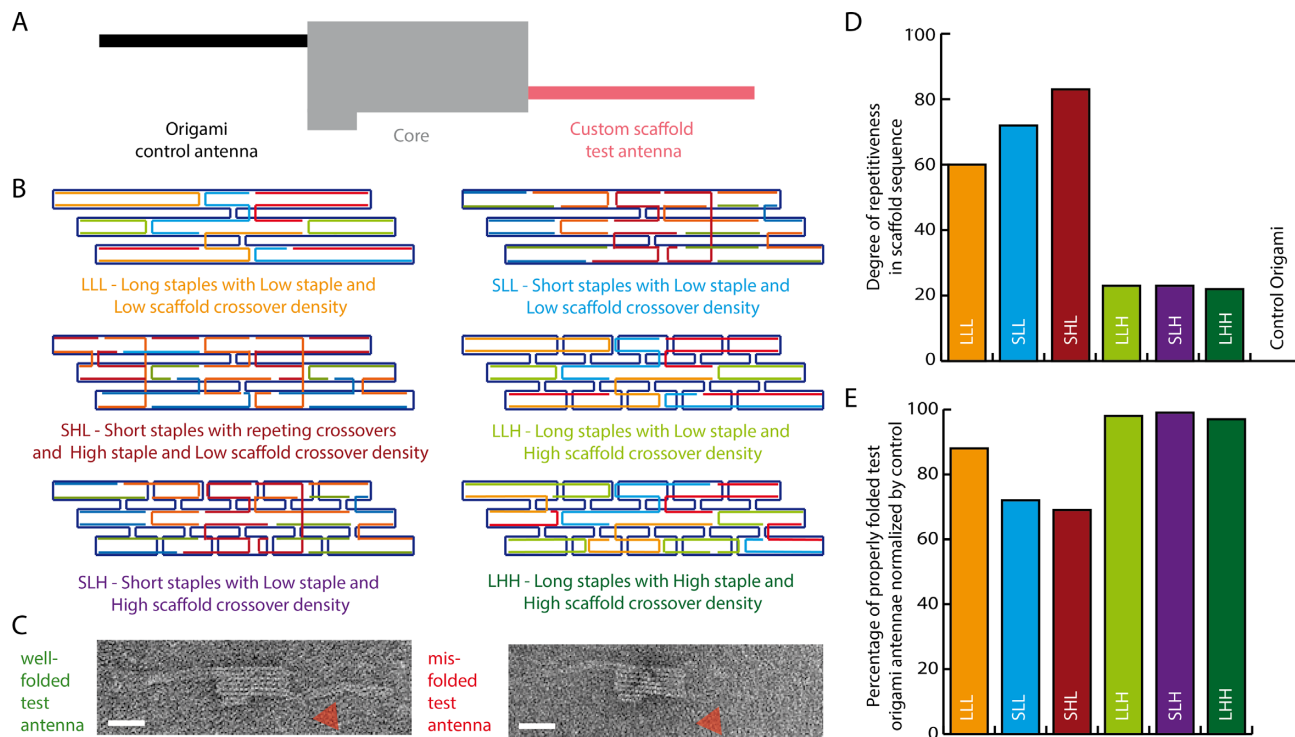 A
Origami
control antenna
Core
Custom scaffold
test antenna
B
LLL - Long staples with Low staple and
Low scaffold crossover density
SLL - Short staples with Low staple and
Low scaffold crossover density
SHL - Short staples with repeting crossovers
and High staple and Low scaffold crossover density
LLH - Long staples with Low staple and
High scaffold crossover density
SLH - Short staples with Low staple and
High scaffold crossover density
LHH - Long staples with High staple and
High scaffold crossover density
C
well-
folded
test
antenna
mis-
folded
test
antenna
D
Degree of repetitiveness
in scaffold sequence
100
80
60
40
20
0
LLL
SLL
SHL
LLH
SLH
LHH
Control Origami
E
Percentage of properly folded test
origami antennae normalized by control
100
80
60
40
20
0
LLL
SLL
SHL
LLH
SLH
LHH